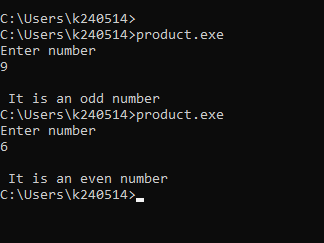 C:\Users\k240514>
C:\Users\k240514>product.exe
Enter number
9
It is an odd number
C:\Users\k240514>product.exe
Enter number
6
It is an even number
C:\Users\k240514>